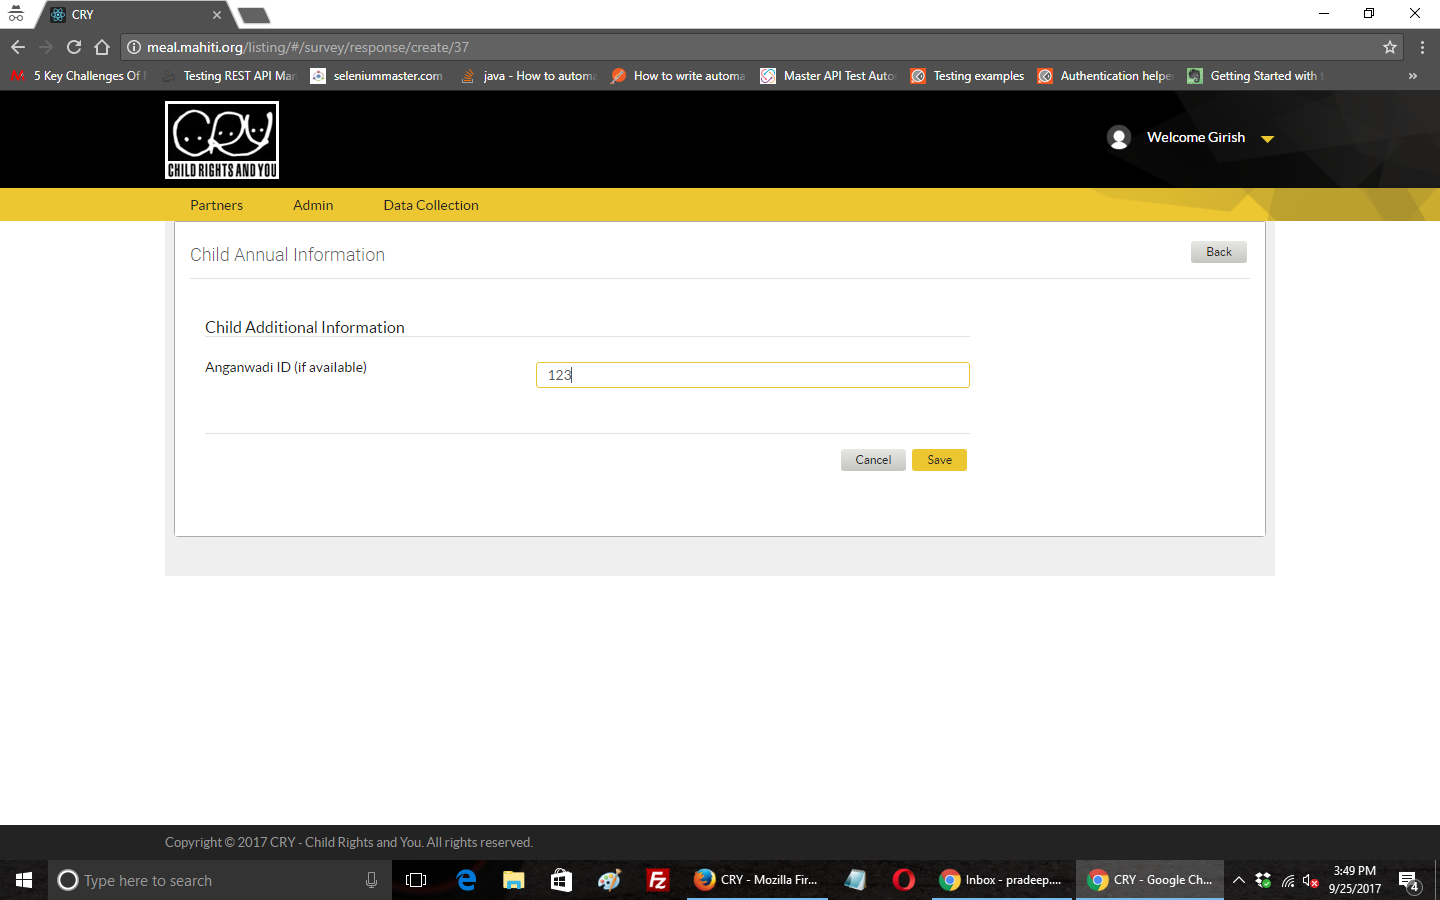 CRY
meal.mahiti.org/listing/#/survey/response/create/37
5 Key Challenges Of
Testing REST API Man
seleniummaster.com
java - How to automa
How to write automa
Master API Test Auto
Testing examples
Authentication helpe
Getting Started with
CRY
CHILD RIGHTS AND YOU
Welcome Girish
Partners
Admin
Data Collection
Child Annual Information
Back
Child Additional Information
Anganwadi ID (if available)
123
Cancel
Save
Copyright © 2017 CRY - Child Rights and You. All rights reserved.
Type here to search
CRY - Mozilla Fir...
Inbox - pradeep....
CRY - Google Ch...
3:49 PM
9/25/2017
4